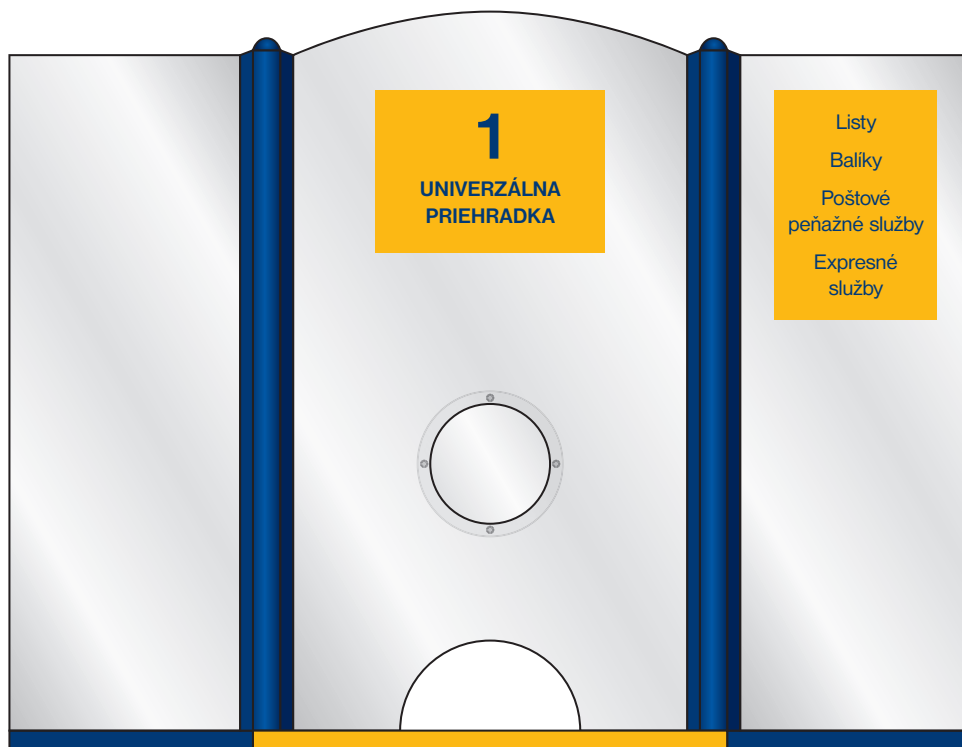 1
UNIVERZÁLNA
PRIEHRADKA
Listy
Balíky
Poštové
peňažné služby
Expresné
služby